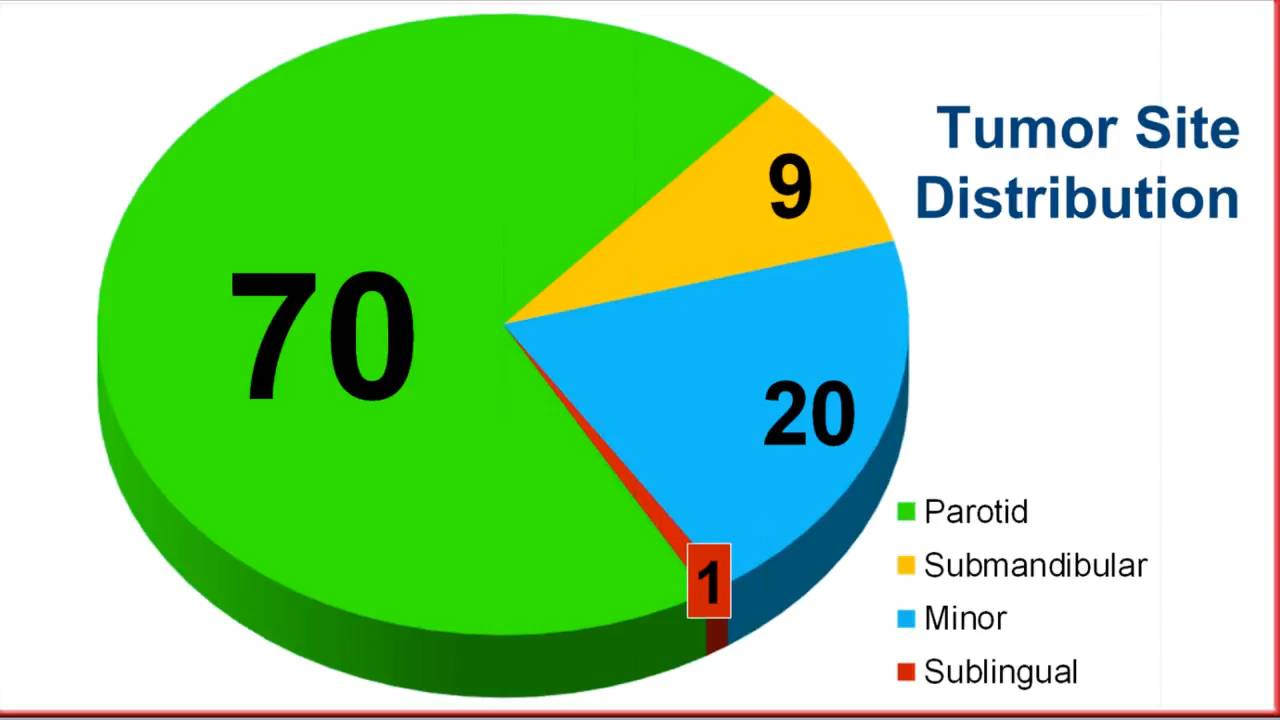 Tumor Site
Distribution
9
70
20
1
Parotid
Submandibular
Minor
Sublingual